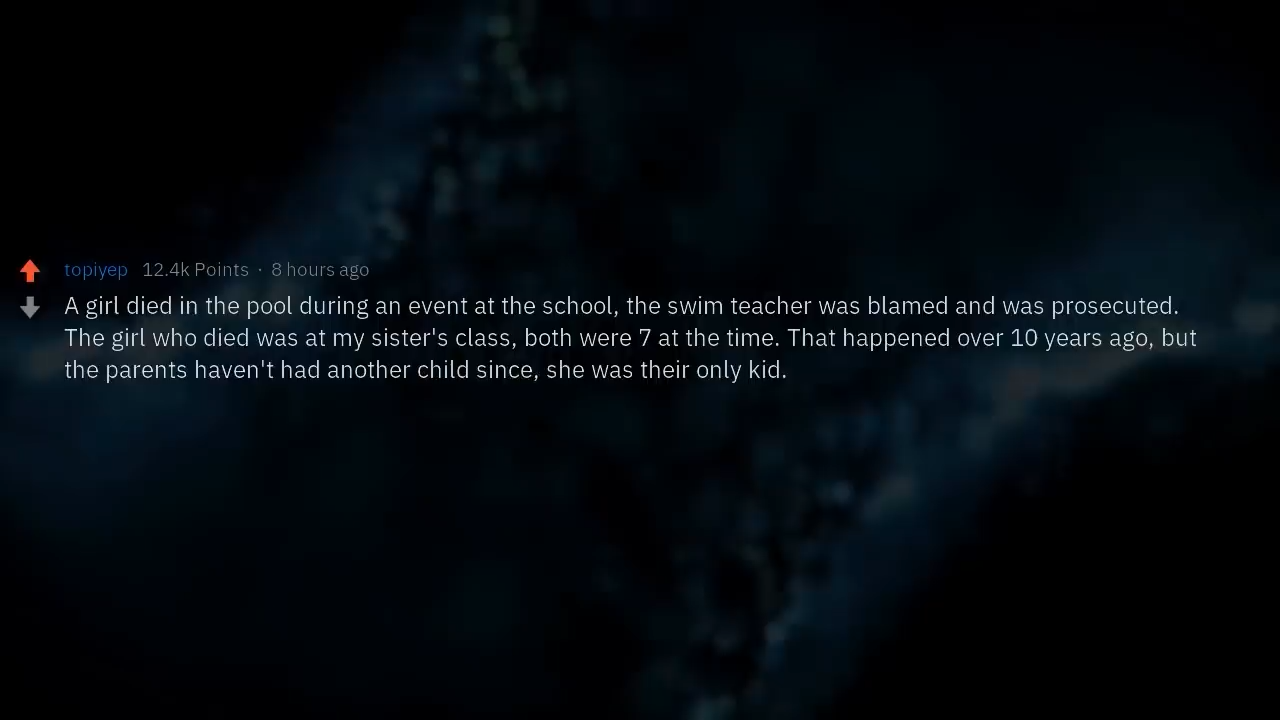 topiyep 12.4k Points · 8 hours ago
A girl died in the pool during an event at the school, the swim teacher was blamed and was prosecuted.
The girl who died was at my sister's class, both were 7 at the time. That happened over 10 years ago, but
the parents haven't had another child since, she was their only kid.